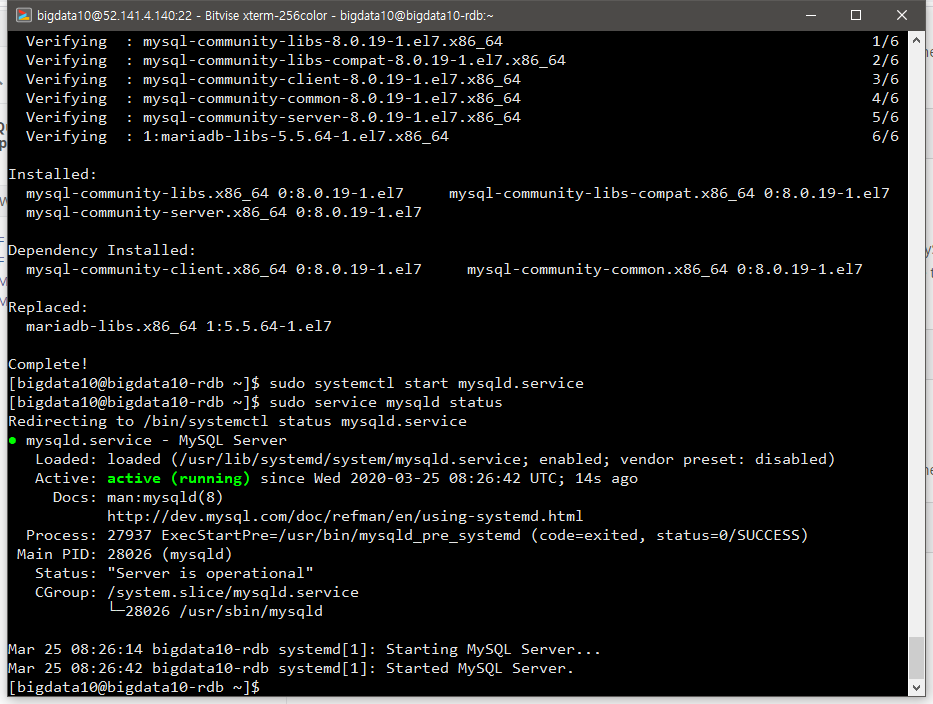 bigdata10@52.141.4.140:22 - Bitvise xterm-256color - bigdata10@bigdata10-rdb:~
Verifying  : mysql-community-libs-8.0.19-1.el7.x86_64 1/6
Verifying  : mysql-community-libs-compat-8.0.19-1.el7.x86_64 2/6
Verifying  : mysql-community-client-8.0.19-1.el7.x86_64 3/6
Verifying  : mysql-community-common-8.0.19-1.el7.x86_64 4/6
Verifying  : mysql-community-server-8.0.19-1.el7.x86_64 5/6
Verifying  : 1:mariadb-libs-5.5.64-1.el7.x86_64 6/6
Installed:
mysql-community-libs.x86_64 0:8.0.19-1.el7     mysql-community-libs-compat.x86_64 0:8.0.19-1.el7
mysql-community-server.x86_64 0:8.0.19-1.el7
Dependency Installed:
mysql-community-client.x86_64 0:8.0.19-1.el7     mysql-community-common.x86_64 0:8.0.19-1.el7
Replaced:
mariadb-libs.x86_64 1:5.5.64-1.el7
Complete!
[bigdata10@bigdata10-rdb ~]$ sudo systemctl start mysqld.service
[bigdata10@bigdata10-rdb ~]$ sudo service mysqld status
Redirecting to /bin/systemctl status mysqld.service
● mysqld.service - MySQL Server
Loaded: loaded (/usr/lib/systemd/system/mysqld.service; enabled; vendor preset: disabled)
Active: active (running) since Wed 2020-03-25 08:26:42 UTC; 14s ago
Docs: man:mysqld(8)
http://dev.mysql.com/doc/refman/en/using-systemd.html
Process: 27937 ExecStartPre=/usr/bin/mysqld_pre_systemd (code=exited, status=0/SUCCESS)
Main PID: 28026 (mysqld)
Status: "Server is operational"
CGroup: /system.slice/mysqld.service
└─28026 /usr/sbin/mysqld
Mar 25 08:26:14 bigdata10-rdb systemd[1]: Starting MySQL Server...
Mar 25 08:26:42 bigdata10-rdb systemd[1]: Started MySQL Server.
[bigdata10@bigdata10-rdb ~]$